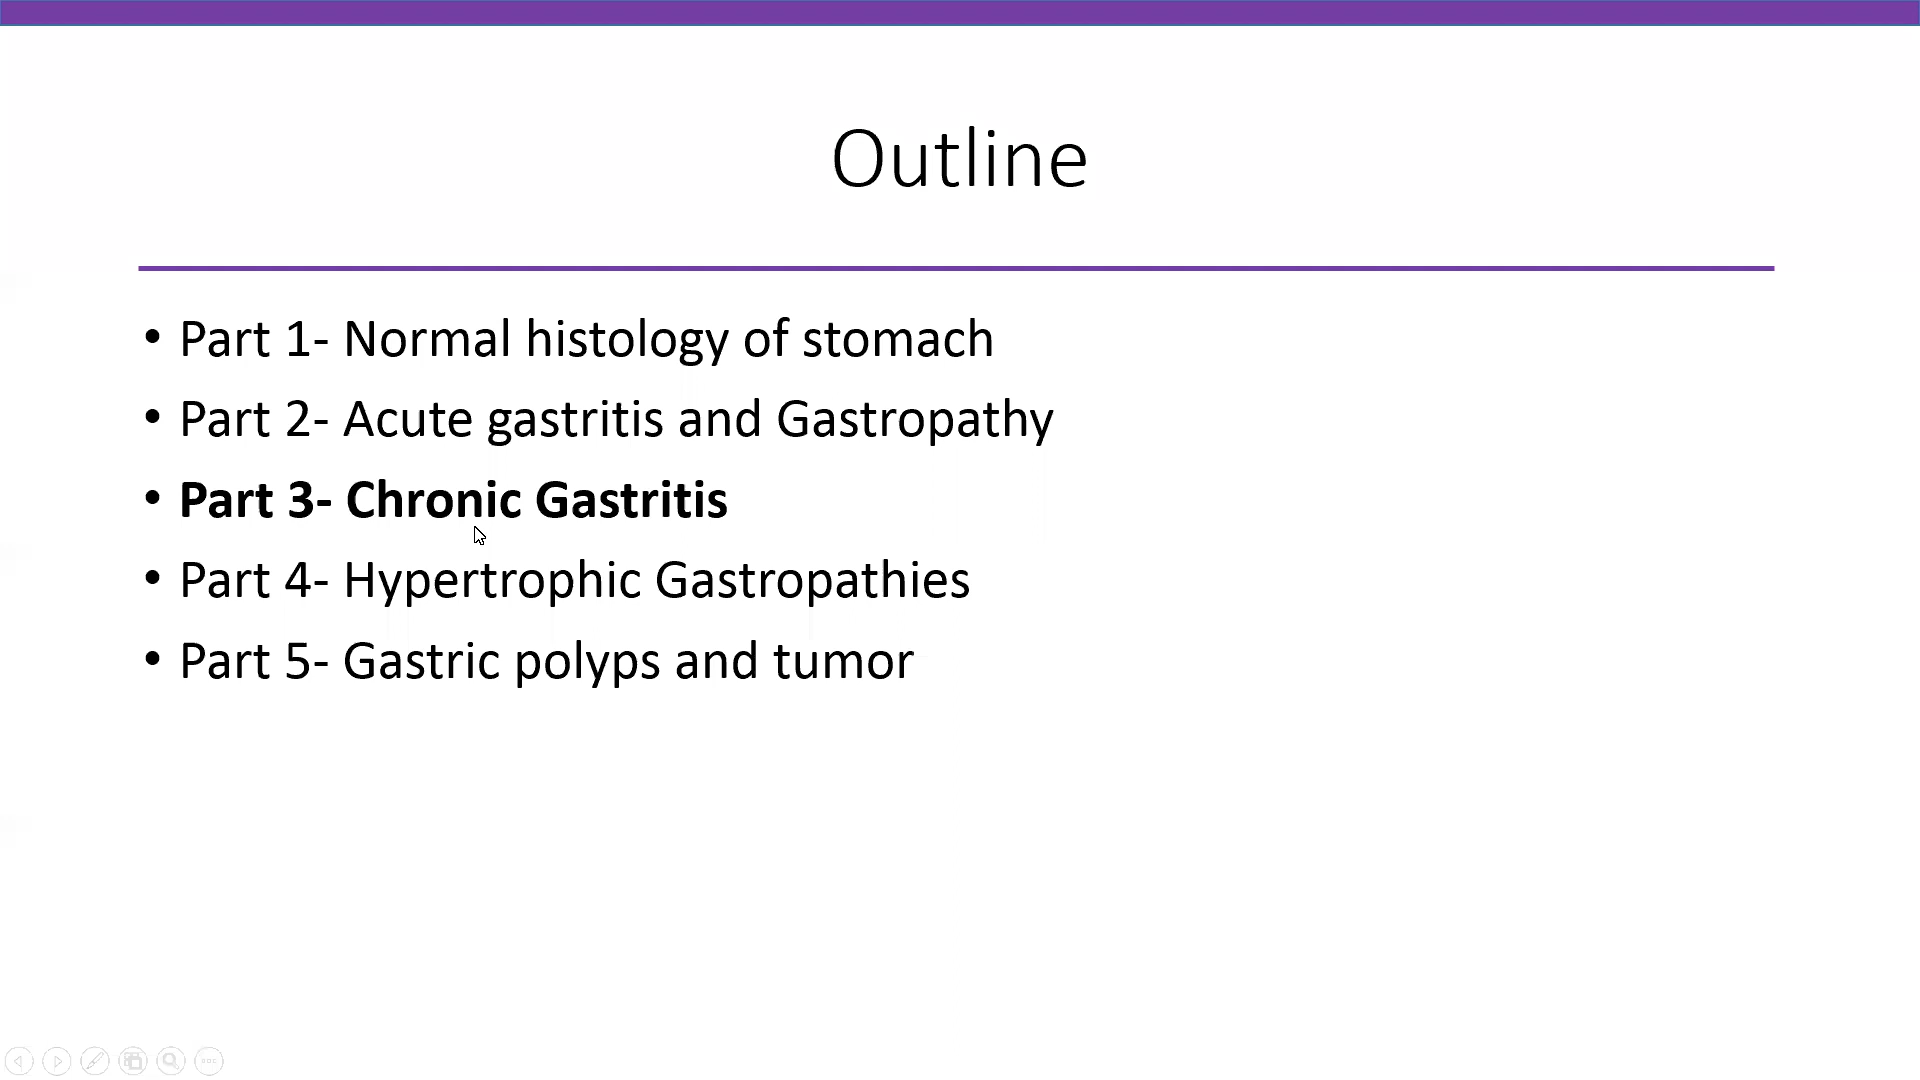 Outline
• Part 1- Normal histology of stomach
• Part 2- Acute gastritis and Gastropathy
• Part 3- Chronic Gastritis
• Part 4- Hypertrophic Gastropathies
• Part 5- Gastric polyps and tumor